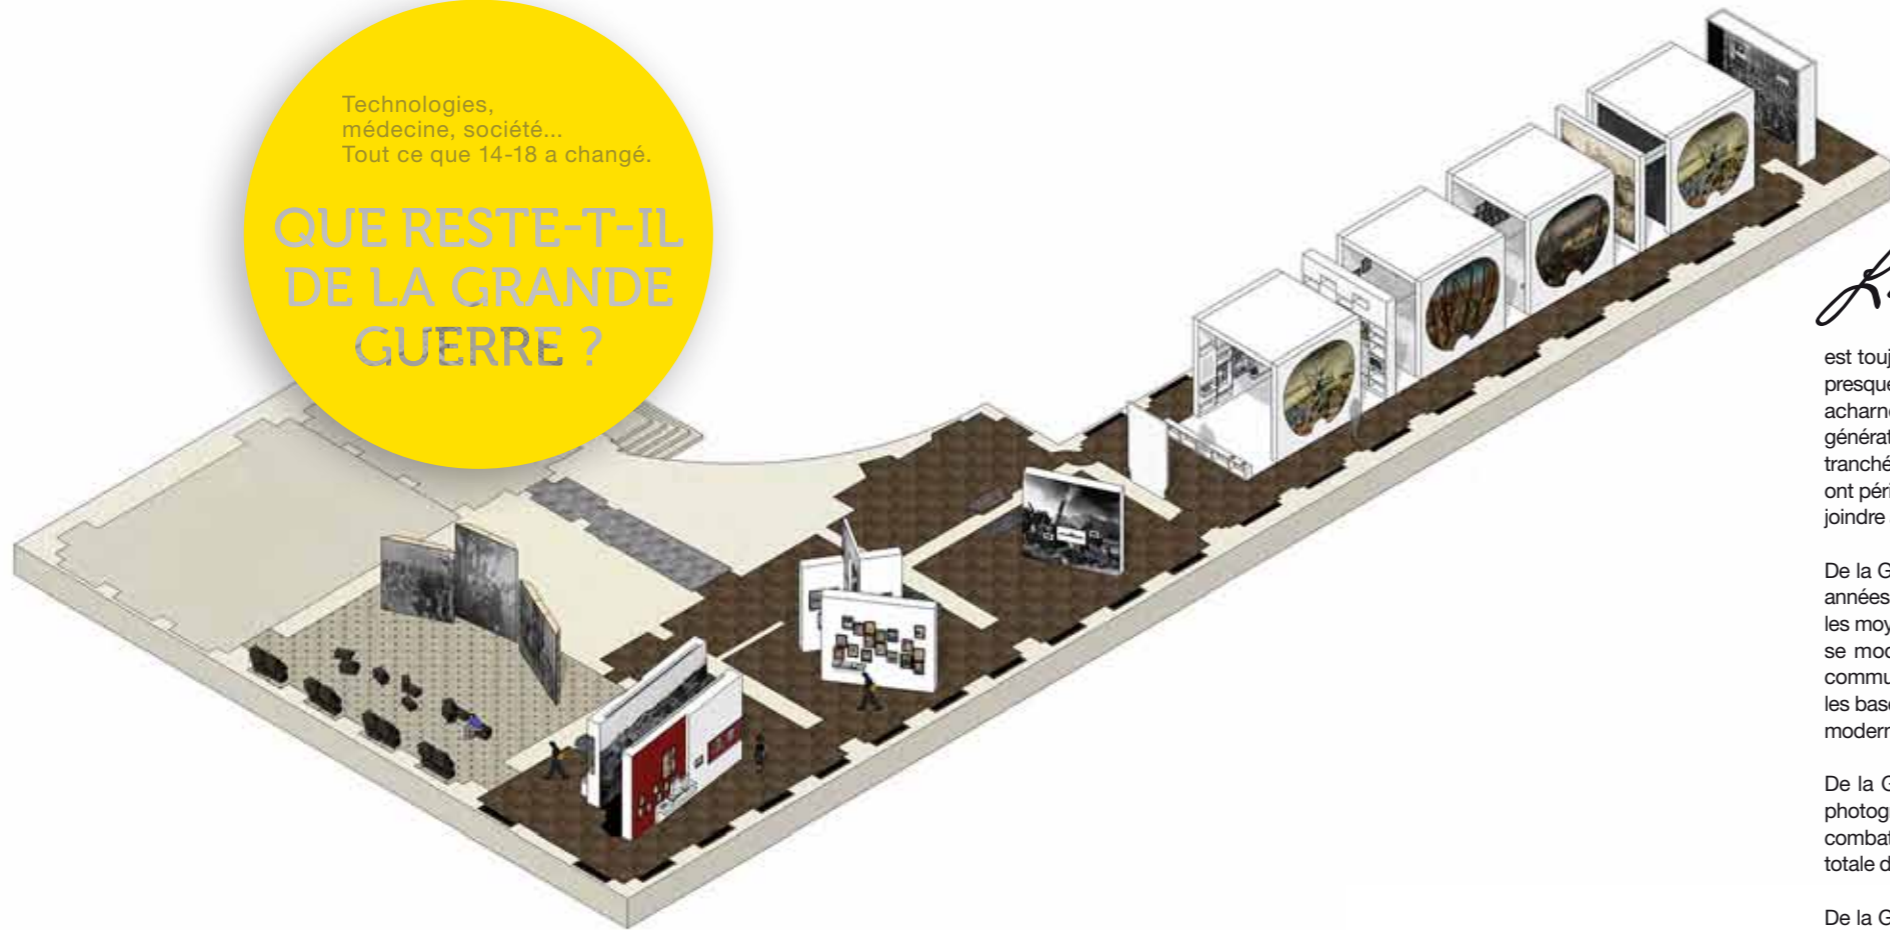 Technologies,
médecine, société...
Tout ce que 14-18 a changé.
QUE RESTE-T-IL
DE LA GRANDE
GUERRE ?
est touj
presque
acharn
générat
tranché
ont péri
joindre
De la G
années
les moy
se mod
commu
les base
modern
De la G
photog
combat
totale d
De la G